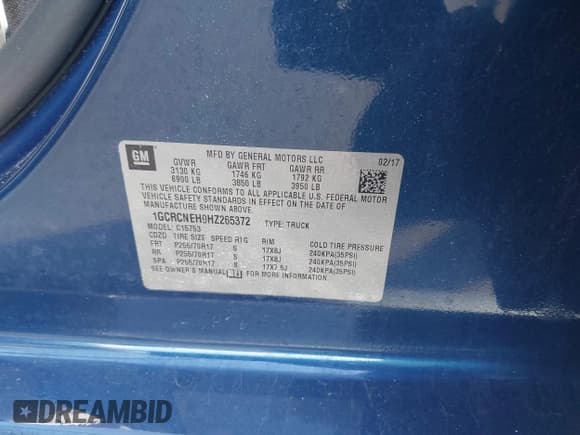 GM
MFD BY GENERAL MOTORS LLC
02/17
GVWR GAWR FRT GAWR RR
3130 KG 1746 KG 1792 KG
6900 LB 3850 LB 3950 LB
THIS VEHICLE CONFORMS TO ALL APPLICABLE U.S. FEDERAL MOTOR
VEHICLE SAFETY STANDARDS IN EFFECT ON THE DATE OF
MANUFACTURE SHOWN ABOVE.
1GCRCNEH9HZ265372 TYPE: TRUCK
MODEL: C15753
CDZD TIRE SIZE SPEED RTG RIM COLD TIRE PRESSURE
FRT P255/70R17 S 17X8J 240KPA(35PSI)
RR P255/70R17 S 17X8J 240KPA(35PSI)
SPA P255/70R17 S 17X7.5J 240KPA(35PSI)
SEE OWNER'S MANUAL FOR MORE INFORMATION.
DREAMBID